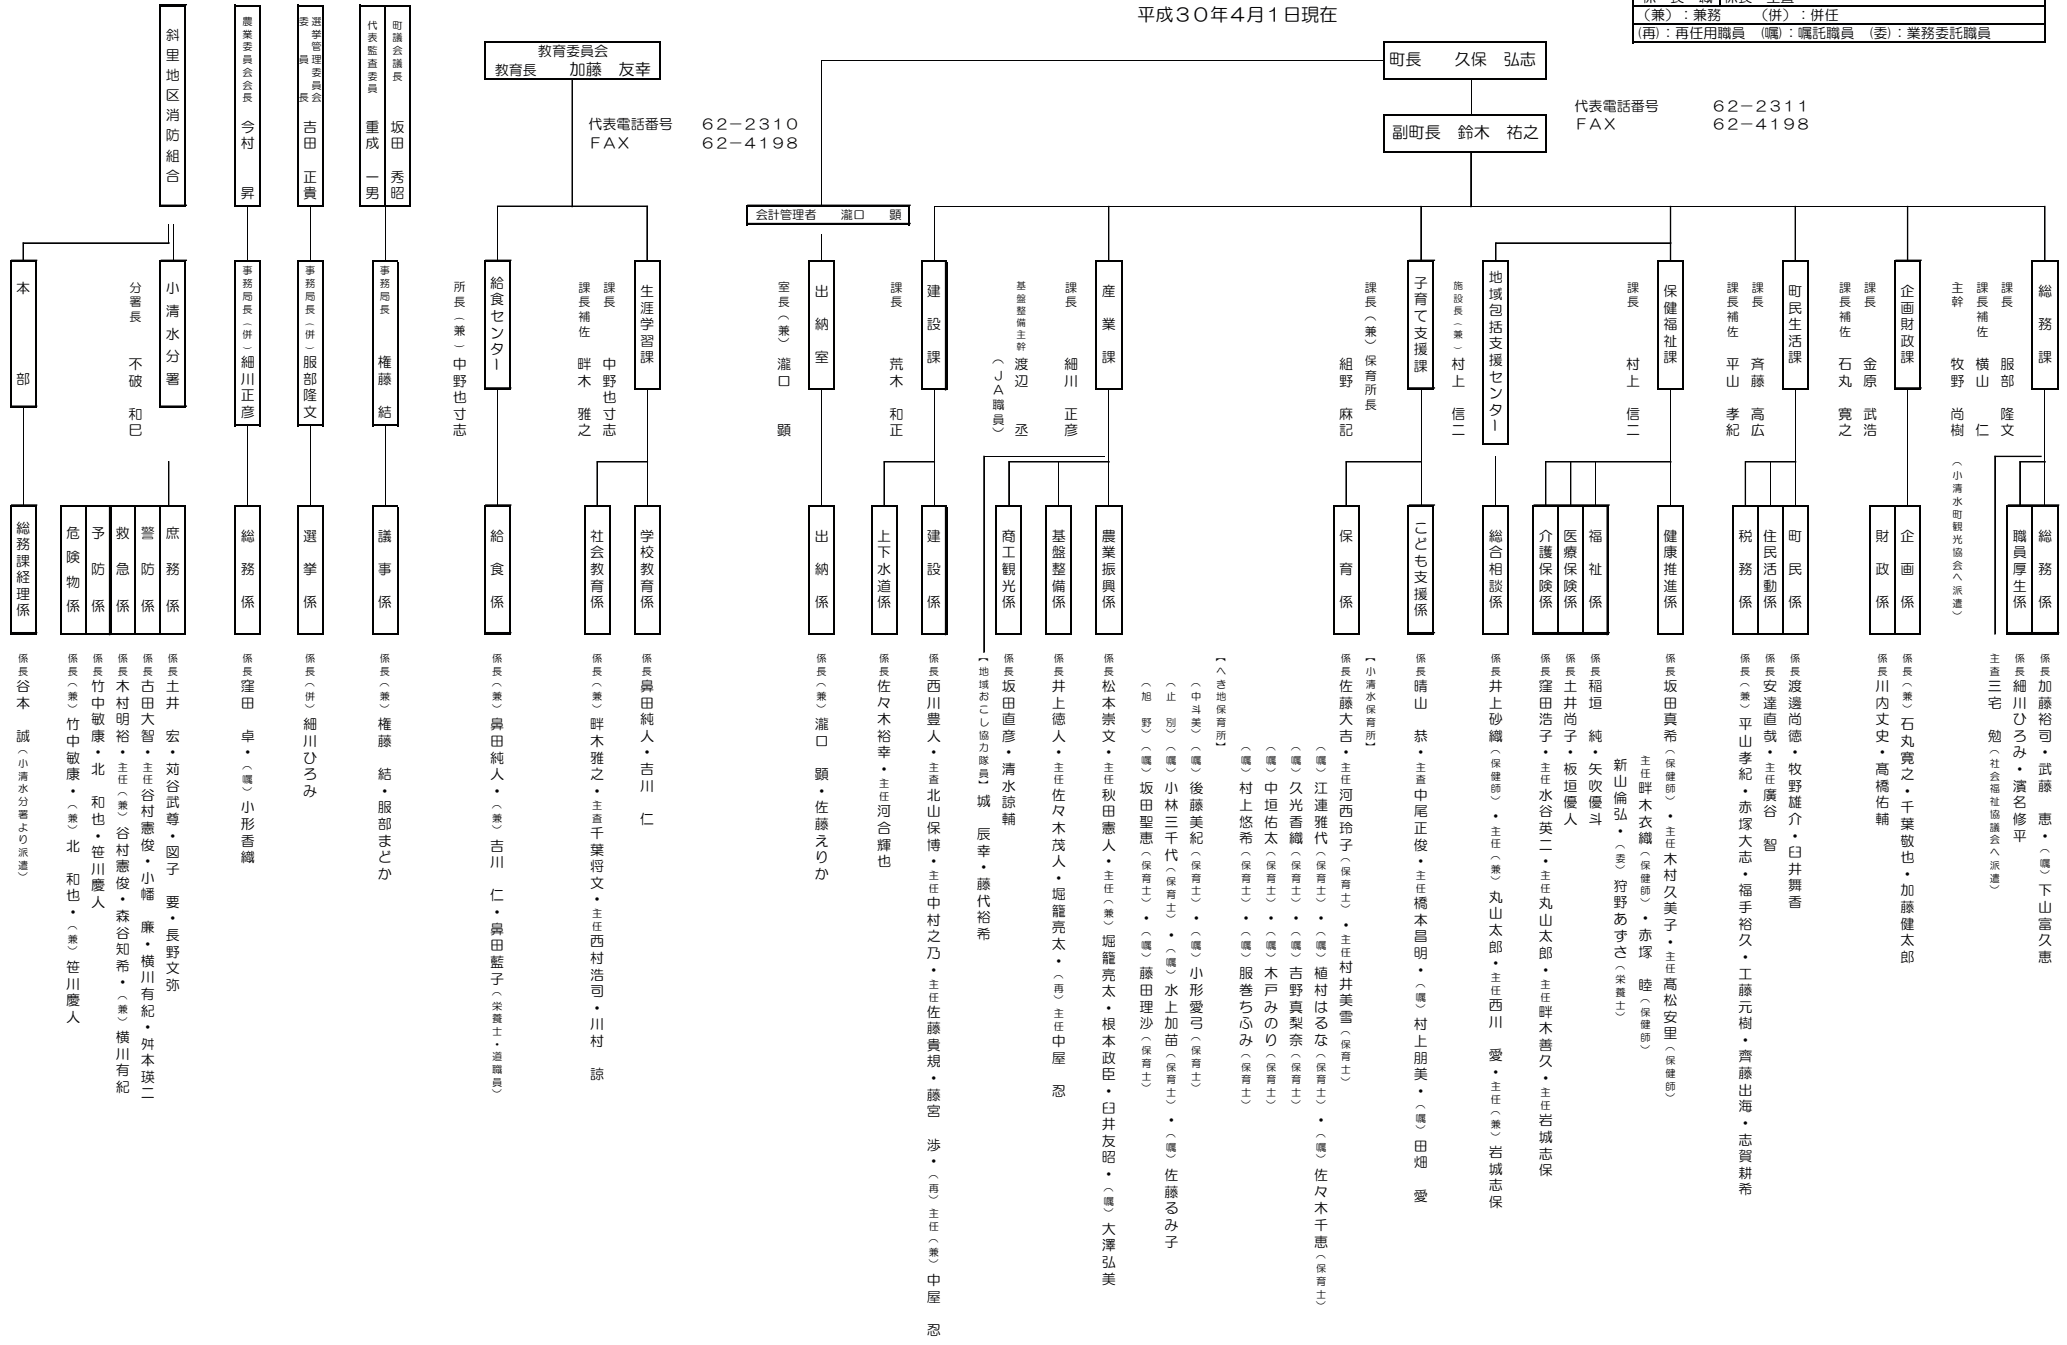 平成３０年４月１日現在
（兼）：兼務　（併）：併任
(再)：再任用職員　(嘱)：嘱託職員　(委)：業務委託職員
町長　久保　弘志
副町長　鈴木　祐之
代表電話番号　６２－２３１１
ＦＡＸ　６２－４１９８
総務課
課長　服部　隆文
課長補佐　横山　仁
主幹　牧野　尚樹　（小清水町観光協会へ派遣）
総務係
係長　加藤裕司・武藤　恵・（嘱）下山富久恵
職員厚生係
係長　細川ひろみ・濱名修平
主査　三宅　勉（社会福祉協議会へ派遣）
企画財政課
課長　金原　武浩
課長補佐　石丸　寛之
企画係
係長（兼）石丸寛之・千葉敬也・加藤健太郎
財政係
係長　川内丈史・髙橋佑輔
町民生活課
課長　斉藤　高広
課長補佐　平山　孝紀
町民係
係長　渡邊尚徳・牧野雄介・臼井舞香
住民活動係
係長　安達直哉・主任廣谷　智
税務係
係長（兼）平山孝紀・赤塚大志・福手裕久・工藤元樹・齊藤出海・志賀耕希
保健福祉課
課長　村上　信二
健康推進係
係長　坂田真希（保健師）・主任木村久美子・主任髙松安里（保健師）
主任畔木衣織（保健師）・赤塚　睦（保健師）
新山倫弘・（委）狩野あずさ（栄養士）
福祉係
係長　稲垣　純・矢吹優斗
医療保険係
係長　土井尚子・板垣優人
介護保険係
係長　窪田浩子・主任水谷英二・主任丸山太郎・主任畔木善久・主任岩城志保
地域包括支援センター
施設長（兼）村上　信二
総合相談係
係長　井上砂織（保健師）・主任（兼）丸山太郎・主任西川　愛・主任（兼）岩城志保
子育て支援課
課長（兼）保育所長
組野　麻記
こども支援係
係長　晴山　恭・主査中尾正俊・主任橋本昌明・（嘱）村上朋美・（嘱）田畑　愛
保育係
【小清水保育所】
係長　佐藤大吉・主任河西玲子（保育士）・主任村井美雪（保育士）
（嘱）江連雅代（保育士）・（嘱）植村はるな（保育士）・（嘱）佐々木千恵（保育士）
（嘱）久光香織（保育士）・（嘱）吉野真梨奈（保育士）
（嘱）中垣佑太（保育士）・（嘱）木戸みのり（保育士）
（嘱）村上悠希（保育士）・（嘱）服巻ちふみ（保育士）
【へき地保育所】
（中斗美）（嘱）後藤美紀（保育士）・（嘱）小形愛弓（保育士）
（止　別）（嘱）小林三千代（保育士）・（嘱）水上加苗（保育士）・（嘱）佐藤るみ子
（旭　野）（嘱）坂田聖恵（保育士）・（嘱）藤田理沙（保育士）
産業課
課長　細川　正彦
基盤整備主幹　渡辺　丞
（ＪＡ職員）
農業振興係
係長　松本崇文・主任秋田憲人・主任（兼）堀籠亮太・根本政臣・臼井友昭・（嘱）大澤弘美
基盤整備係
係長　井上徳人・主任佐々木茂人・堀籠亮太・（再）主任中屋　忍
商工観光係
係長　坂田直彦・清水諒輔
【地域おこし協力隊員】城　辰幸・藤代裕希
建設課
課長　荒木　和正
建設係
係長　西川豊人・主査北山保博・主任中村之乃・主任佐藤貴規・藤宮　渉・（再）主任（兼）中屋　忍
上下水道係
係長　佐々木裕幸・主任河合輝也
会計管理者　瀧口　顕
出納室
室長（兼）瀧口　顕
出納係
係長（兼）瀧口　顕・佐藤えりか
教育委員会
教育長　加藤　友幸
代表電話番号　６２－２３１０
ＦＡＸ　６２－４１９８
生涯学習課
課長　中野也寸志
課長補佐　畔木　雅之
学校教育係
係長　鼻田純人・吉川　仁
社会教育係
係長（兼）畔木雅之・主査千葉将文・主任西村浩司・川村　諒
給食センター
所長（兼）中野也寸志
給食係
係長（兼）鼻田純人・（兼）吉川　仁・鼻田藍子（栄養士・道職員）
町議会議長　坂田　秀昭
代表監査委員　重成　一男
事務局長　権藤　結
議事係
係長（兼）権藤　結・服部まどか
選挙管理委員会
委員長　吉田　正貴
事務局長（併）服部隆文
選挙係
係長（併）細川ひろみ
農業委員会会長　今村　昇
事務局長（併）細川正彦
総務係
係長　窪田　卓・（嘱）小形香織
斜里地区消防組合
小清水分署
分署長　不破　和巳
庶務係
係長　土井　宏・苅谷武尊・図子　要・長野文弥
警防係
係長　古田大智・主任谷村憲俊・小幡　廉・横川有紀・舛本瑛二
救急係
係長　木村明裕・主任（兼）谷村憲俊・森谷知希・（兼）横川有紀
予防係
係長　竹中敏康・北　和也・笹川慶人
危険物係
係長（兼）竹中敏康・（兼）北　和也・（兼）笹川慶人
本部
総務課経理係
係長　谷本　誠（小清水分署より派遣）